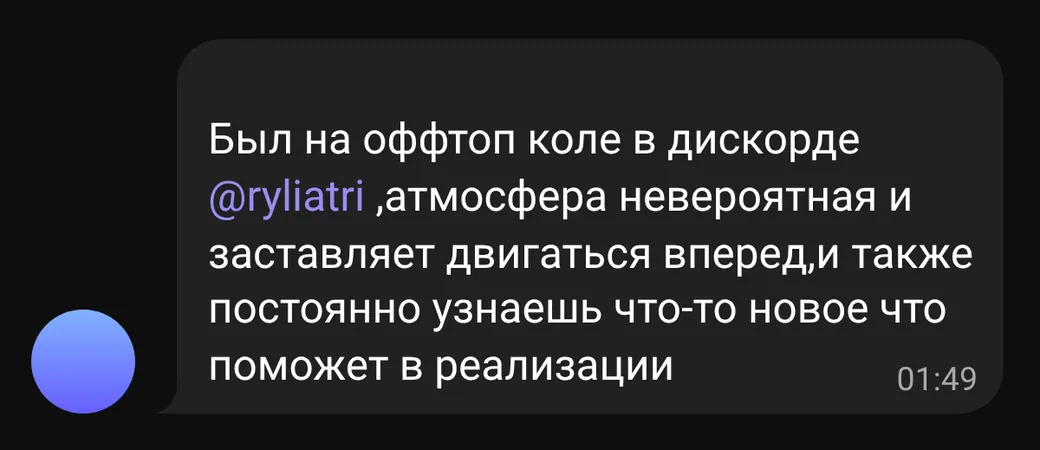 Был на оффтоп коле в дискорде
@ryliatri ,атмосфера невероятная и
заставляет двигаться вперед,и также
постоянно узнаешь что-то новое что
поможет в реализации
01:49